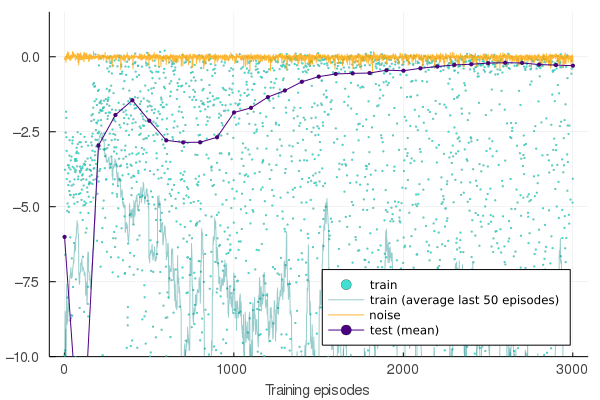 0.0
−2.5
−5.0
−7.5
−10.0
train
train (average last 50 episodes)
noise
test (mean)
0 1000 2000 3000
Training episodes